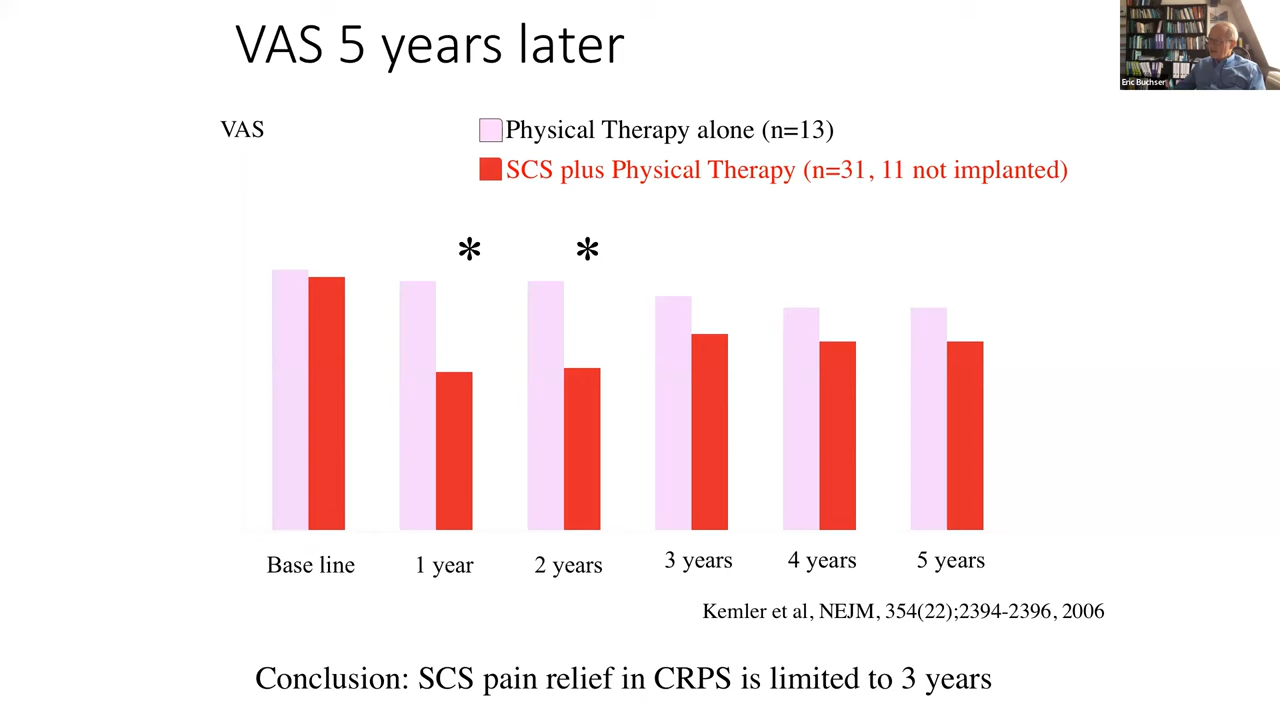 VAS 5 years later
Eric Buchser
VAS
Physical Therapy alone (n=13)
SCS plus Physical Therapy (n=31, 11 not implanted)
* *
Base line 1 year 2 years 3 years 4 years 5 years
Kemler et al, NEJM, 354(22);2394-2396, 2006
Conclusion: SCS pain relief in CRPS is limited to 3 years